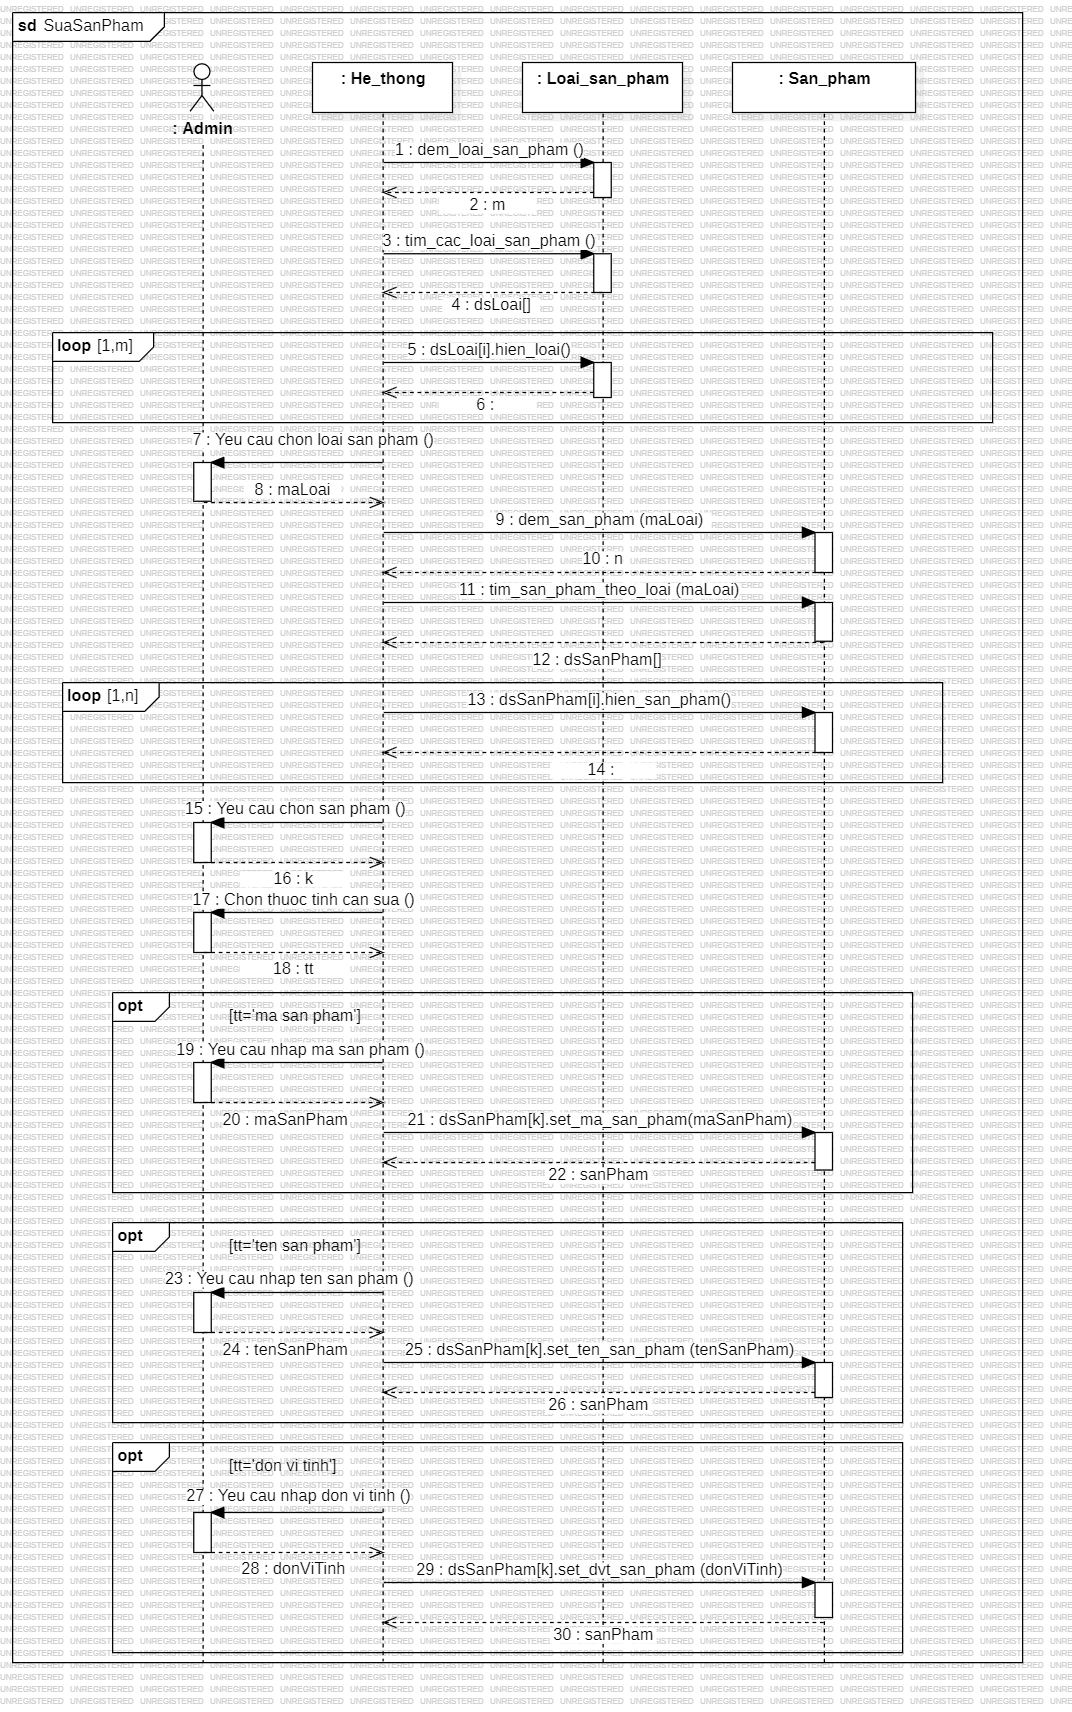 sd SuaSanPham
: He_thong
: Loai_san_pham
: San_pham
: Admin
1 : dem_loai_san_pham ()
2 : m
3 : tim_cac_loai_san_pham ()
4 : dsLoai[]
loop [1,m]
5 : dsLoai[i].hien_loai()
6 :
7 : Yeu cau chon loai san pham ()
8 : maLoai
9 : dem_san_pham (maLoai)
10 : n
11 : tim_san_pham_theo_loai (maLoai)
12 : dsSanPham[]
loop [1,n]
13 : dsSanPham[i].hien_san_pham()
14 :
15 : Yeu cau chon san pham ()
16 : k
17 : Chon thuoc tinh can sua ()
18 : tt
opt
[tt='ma san pham']
19 : Yeu cau nhap ma san pham ()
20 : maSanPham
21 : dsSanPham[k].set_ma_san_pham(maSanPham)
22 : sanPham
opt
[tt='ten san pham']
23 : Yeu cau nhap ten san pham ()
24 : tenSanPham
25 : dsSanPham[k].set_ten_san_pham (tenSanPham)
26 : sanPham
opt
[tt='don vi tinh']
27 : Yeu cau nhap don vi tinh ()
28 : donViTinh
29 : dsSanPham[k].set_dvt_san_pham (donViTinh)
30 : sanPham
UNREGISTERED